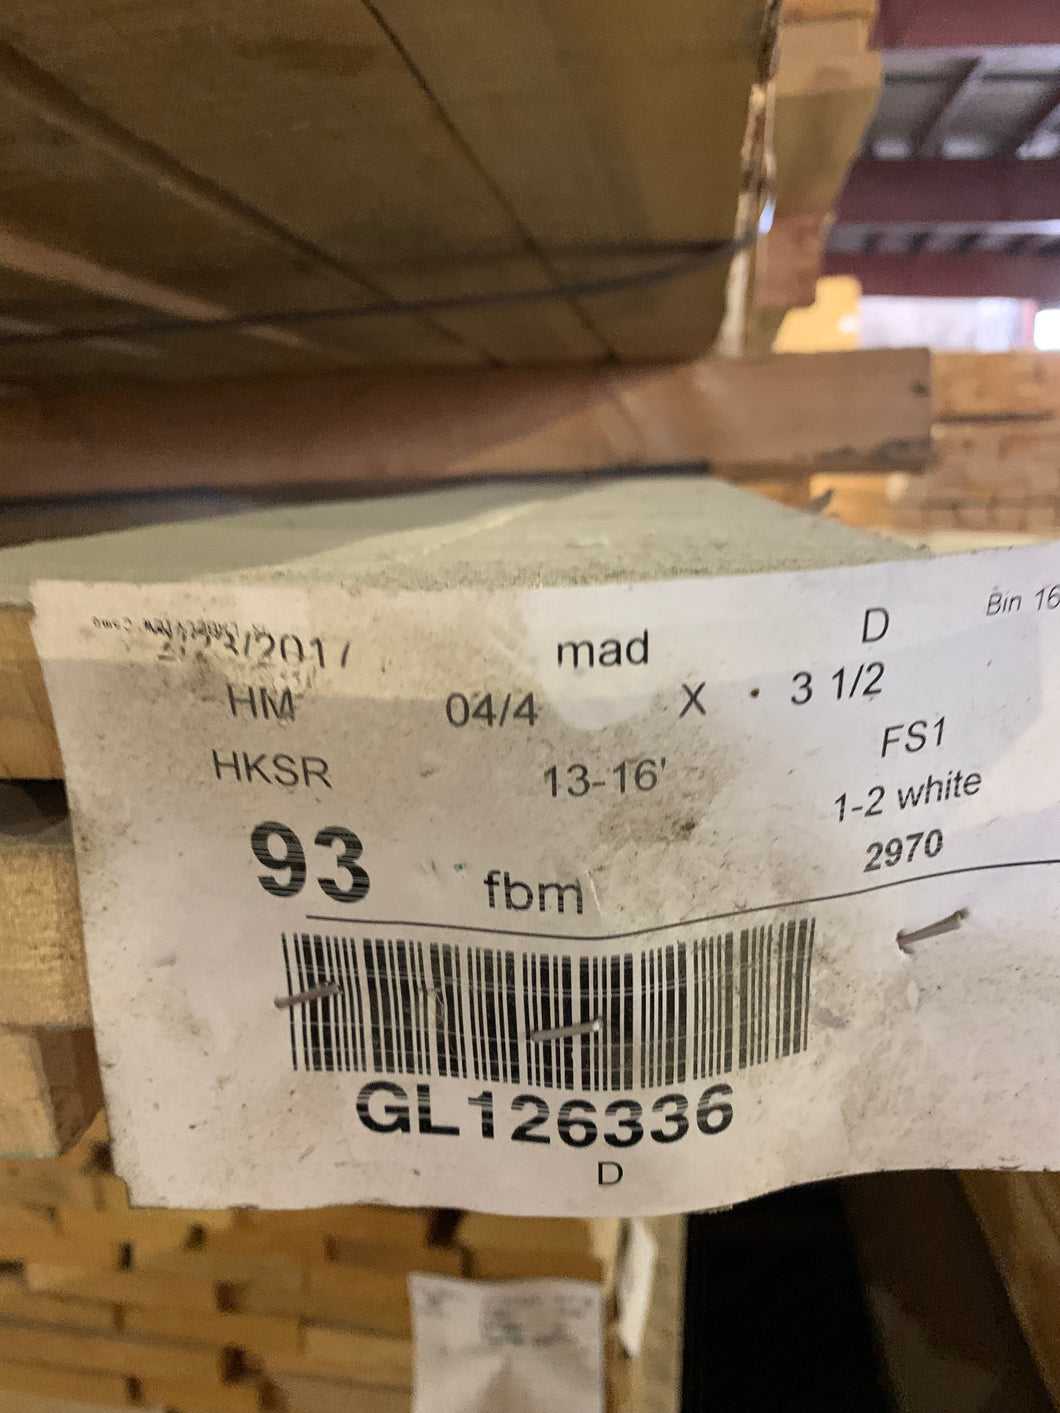 mad D Bin 16
HM 04/4 X 3 1/2
HKSR 13-16' FS1
1-2 white
93 fbm 2970
GL126336
D